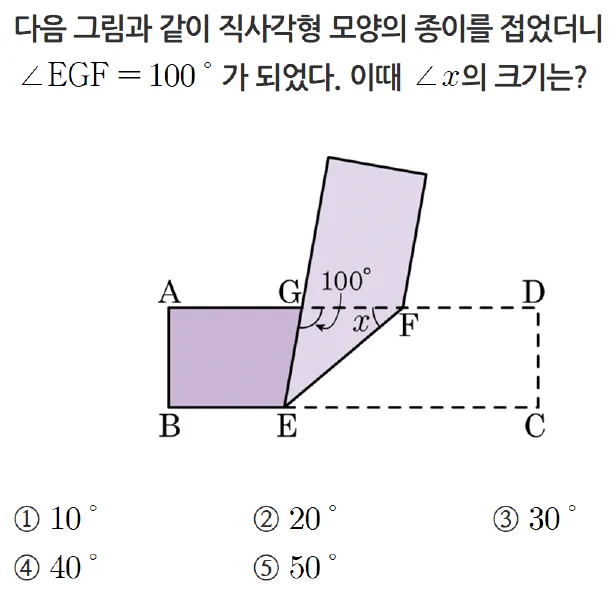 다음 그림과 같이 직사각형 모양의 종이를 접었더니
∠EGF = 100°가 되었다. 이때 ∠x의 크기는?
A G 100° D
x F
B E C
① 10° ② 20° ③ 30°
④ 40° ⑤ 50°